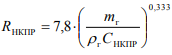 R_НКПР = 7,8·(m_г / ρ_г C_НКПР)^0,333